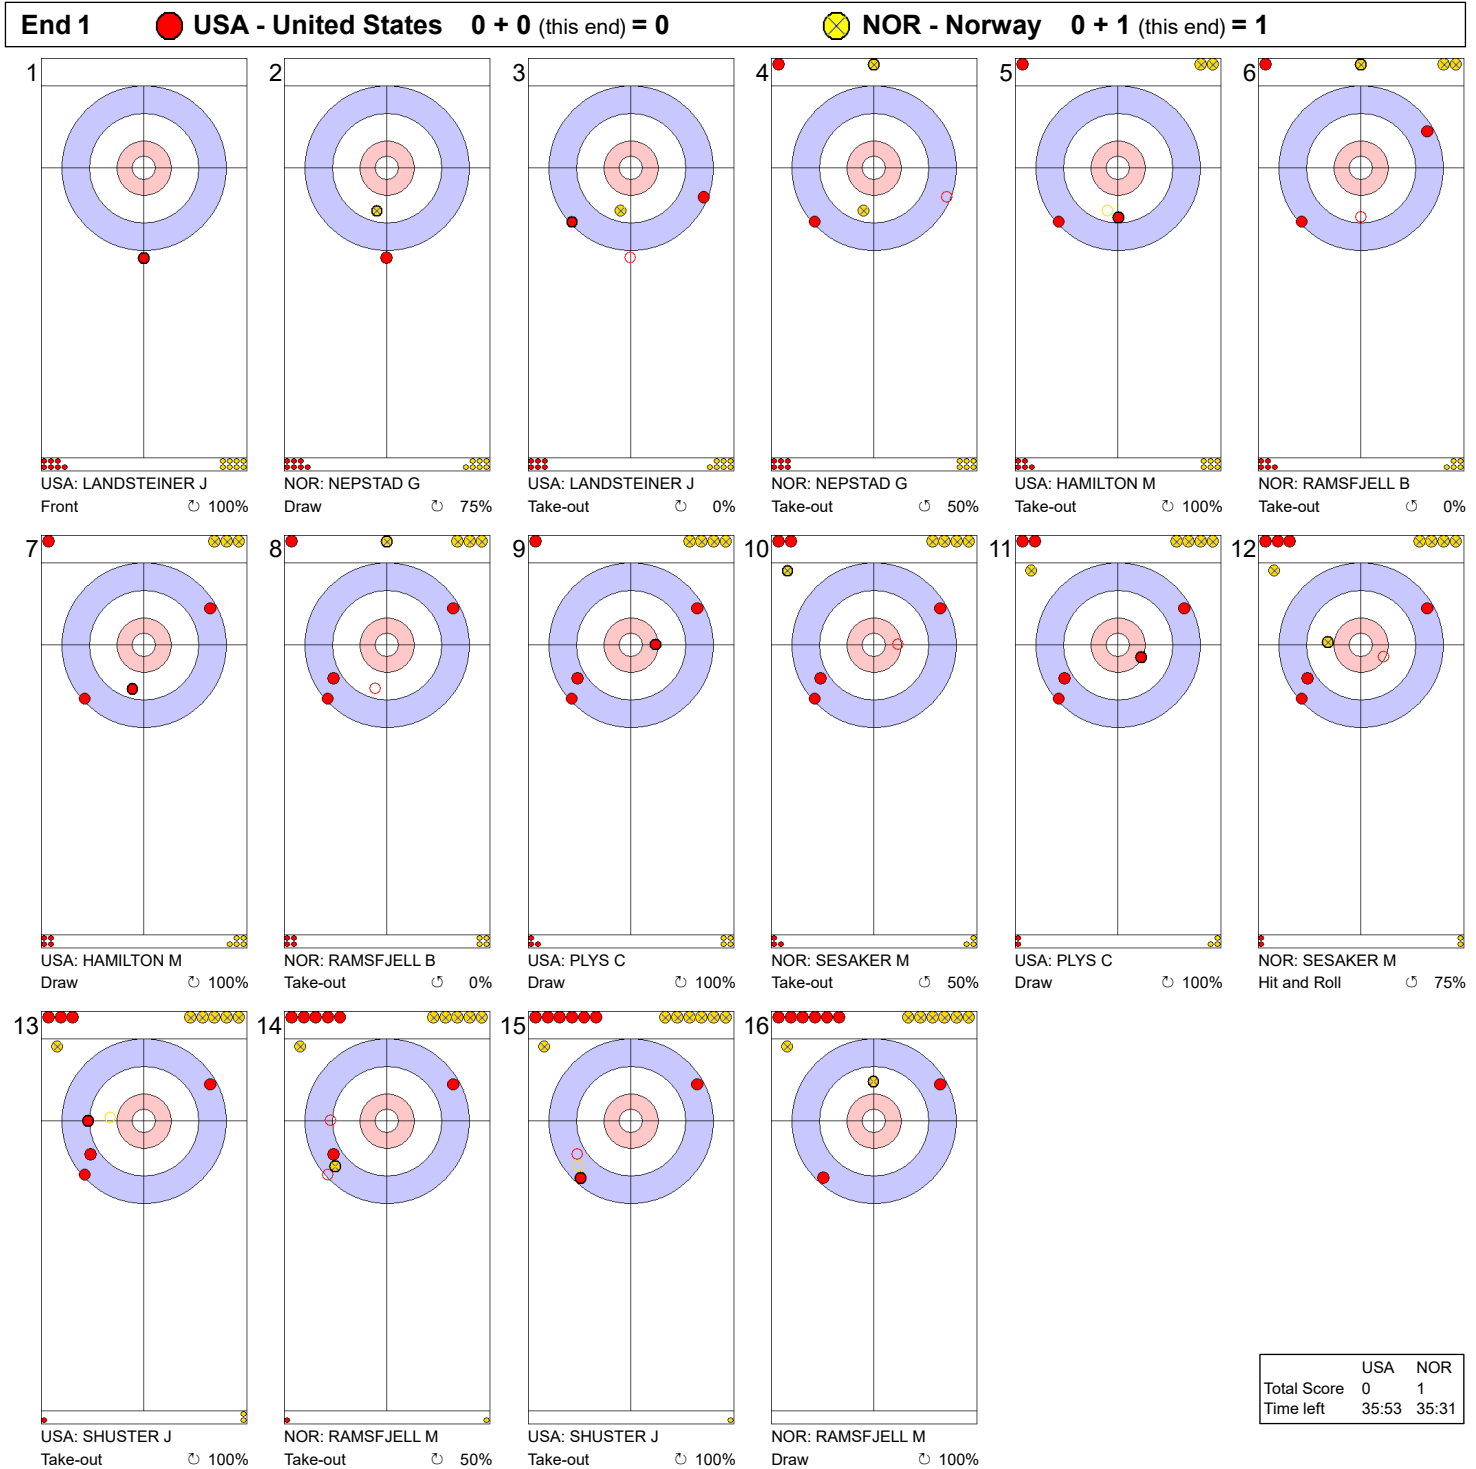 End 1 USA - United States 0 + 0 (this end) = 0 NOR - Norway 0 + 1 (this end) = 1
1 2 3 4 5 6
USA: LANDSTEINER J NOR: NEPSTAD G USA: LANDSTEINER J NOR: NEPSTAD G USA: HAMILTON M NOR: RAMSFJELL B
Front ↻ 100% Draw ↺ 75% Take-out ↻ 0% Take-out ↺ 50% Take-out ↻ 100% Take-out ↺ 0%
7 8 9 10 11 12
USA: HAMILTON M NOR: RAMSFJELL B USA: PLYS C NOR: SESAKER M USA: PLYS C NOR: SESAKER M
Draw ↻ 100% Take-out ↺ 0% Draw ↻ 100% Take-out ↺ 50% Draw ↻ 100% Hit and Roll ↺ 75%
13 14 15 16
USA NOR
Total Score 0 1
Time left 35:53 35:31
USA: SHUSTER J NOR: RAMSFJELL M USA: SHUSTER J NOR: RAMSFJELL M
Take-out ↻ 100% Take-out ↻ 50% Take-out ↻ 100% Draw ↻ 100%